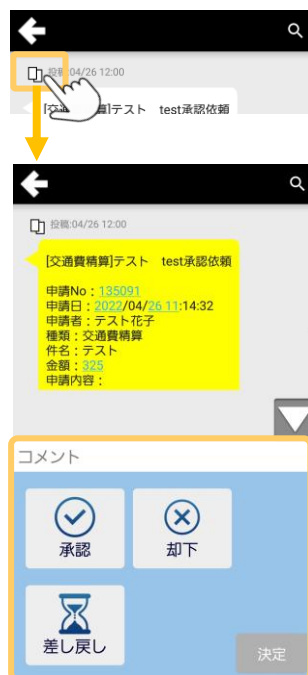 投稿:04/26 12:00
[交通費精算]テスト test承認依頼
投稿:04/26 12:00
[交通費精算]テスト test承認依頼
申請No：135091
申請日：2022/04/26 11:14:32
申請者：テスト花子
種類：交通費精算
件名：テスト
金額：325
申請内容：
コメント
承認
却下
差し戻し
決定